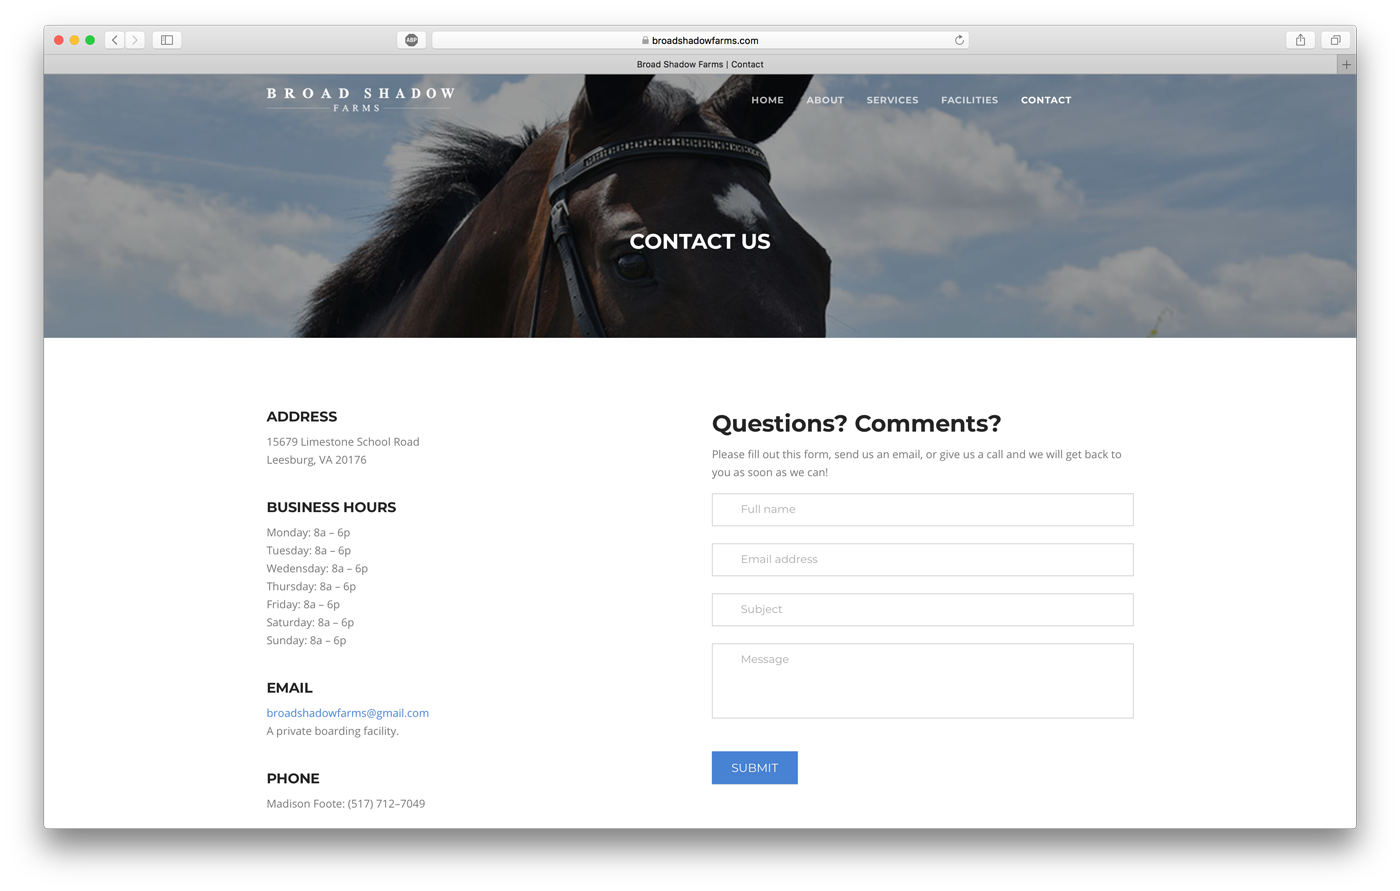 ABP
broadshadowfarms.com
Broad Shadow Farms | Contact
BROAD SHADOW
FARMS
HOME ABOUT SERVICES FACILITIES CONTACT
CONTACT US
ADDRESS
15679 Limestone School Road
Leesburg, VA 20176
BUSINESS HOURS
Monday: 8a – 6p
Tuesday: 8a – 6p
Wedensday: 8a – 6p
Thursday: 8a – 6p
Friday: 8a – 6p
Saturday: 8a – 6p
Sunday: 8a – 6p
EMAIL
broadshadowfarms@gmail.com
A private boarding facility.
PHONE
Madison Foote: (517) 712–7049
Questions? Comments?
Please fill out this form, send us an email, or give us a call and we will get back to
you as soon as we can!
Full name
Email address
Subject
Message
SUBMIT